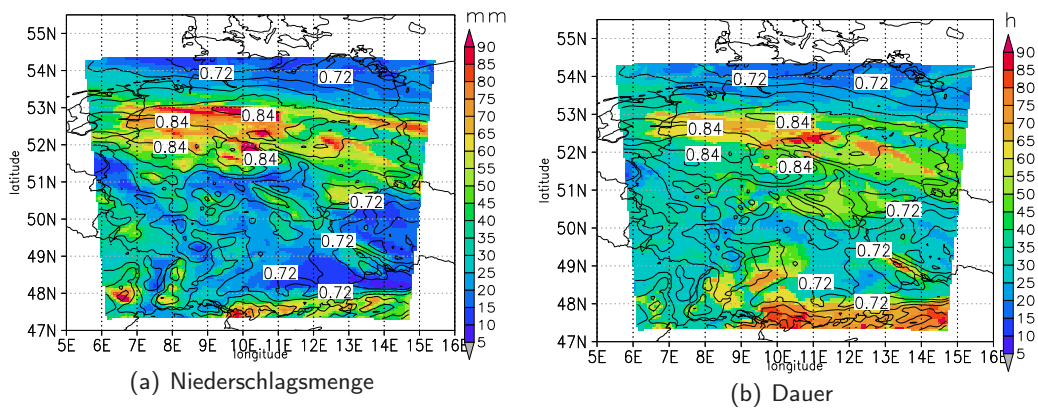 mm
55N
54N
53N
52N
51N
50N
49N
48N
47N
latitude
5E 6E 7E 8E 9E 10E 11E 12E 13E 14E 15E 16E
longitude
0.72
0.72
0.84
0.84
0.84
0.84
0.72
0.72
0.72
0.72
90
85
80
75
70
65
60
55
50
45
40
35
30
25
20
15
10
5
(a) Niederschlagsmenge
h
55N
54N
53N
52N
51N
50N
49N
48N
47N
latitude
5E 6E 7E 8E 9E 10E 11E 12E 13E 14E 15E 16E
longitude
0.72
0.72
0.84
0.84
0.84
0.84
0.72
0.72
0.72
0.72
90
85
80
75
70
65
60
55
50
45
40
35
30
25
20
15
10
5
(b) Dauer